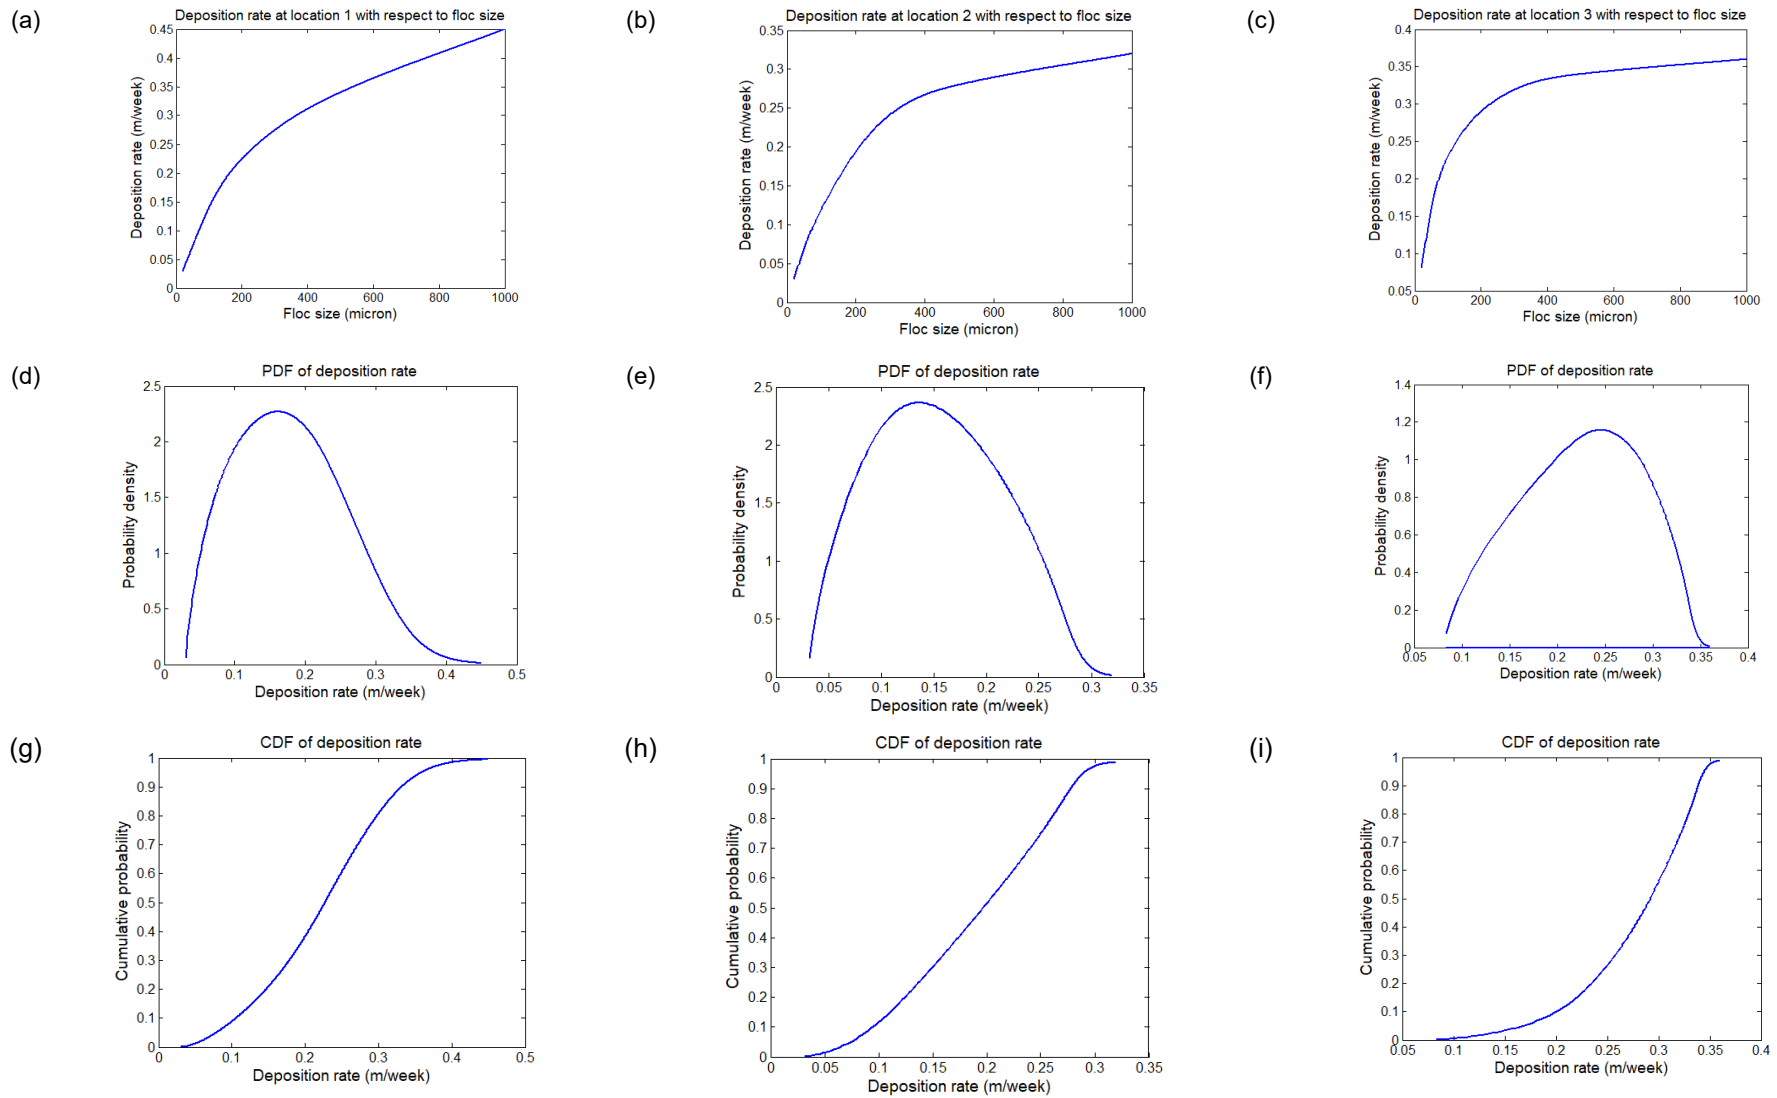 (a)
Deposition rate at location 1 with respect to floc size
0.45
0.4
0.35
0.3
0.25
0.2
0.15
0.1
0.05
0
Deposition rate (m/week)
0 200 400 600 800 1000
Floc size (micron)
(b)
Deposition rate at location 2 with respect to floc size
0.35
0.3
0.25
0.2
0.15
0.1
0.05
0
Deposition rate (m/week)
0 200 400 600 800 1000
Floc size (micron)
(c)
Deposition rate at location 3 with respect to floc size
0.4
0.35
0.3
0.25
0.2
0.15
0.1
0.05
Deposition rate (m/week)
0 200 400 600 800 1000
Floc size (micron)
(d)
PDF of deposition rate
2.5
2
1.5
1
0.5
0
Probability density
0 0.1 0.2 0.3 0.4 0.5
Deposition rate (m/week)
(e)
PDF of deposition rate
2.5
2
1.5
1
0.5
0
Probability density
0 0.05 0.1 0.15 0.2 0.25 0.3 0.35
Deposition rate (m/week)
(f)
PDF of deposition rate
1.4
1.2
1
0.8
0.6
0.4
0.2
0
Probability density
0.05 0.1 0.15 0.2 0.25 0.3 0.35 0.4
Deposition rate (m/week)
(g)
CDF of deposition rate
1
0.9
0.8
0.7
0.6
0.5
0.4
0.3
0.2
0.1
0
Cumulative probability
0 0.1 0.2 0.3 0.4 0.5
Deposition rate (m/week)
(h)
CDF of deposition rate
1
0.9
0.8
0.7
0.6
0.5
0.4
0.3
0.2
0.1
0
Cumulative probability
0 0.05 0.1 0.15 0.2 0.25 0.3 0.35
Deposition rate (m/week)
(i)
CDF of deposition rate
1
0.9
0.8
0.7
0.6
0.5
0.4
0.3
0.2
0.1
0
Cumulative probability
0.05 0.1 0.15 0.2 0.25 0.3 0.35 0.4
Deposition rate (m/week)